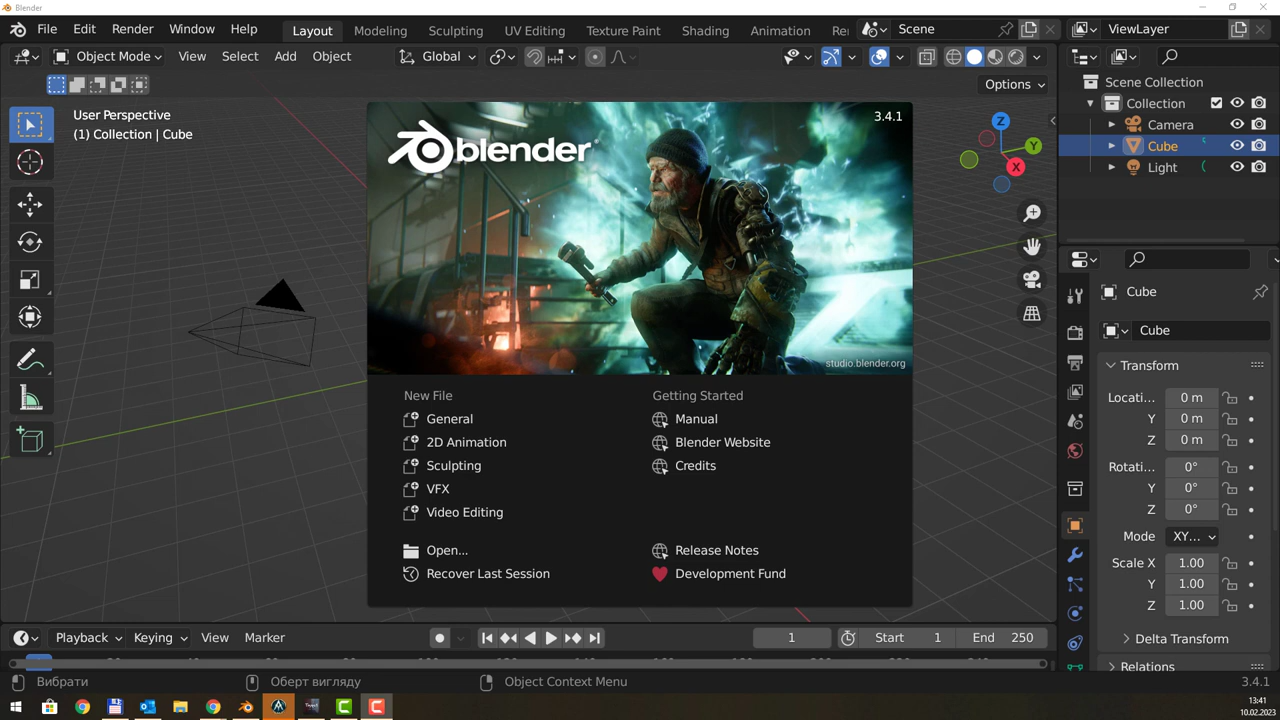 Blender
File Edit Render Window Help Layout Modeling Sculpting UV Editing Texture Paint Shading Animation Re Scene ViewLayer
Object Mode View Select Add Object Global
Options
User Perspective
(1) Collection | Cube
Z
Y
X
blender
3.4.1
studio.blender.org
New File
General
2D Animation
Sculpting
VFX
Video Editing
Open...
Recover Last Session
Getting Started
Manual
Blender Website
Credits
Release Notes
Development Fund
Scene Collection
Collection
Camera
Cube
Light
Cube
Cube
Transform
Locati... 0 m
Y 0 m
Z 0 m
Rotati... 0°
Y 0°
Z 0°
Mode XY...
Scale X 1.00
Y 1.00
Z 1.00
Delta Transform
Relations
Playback Keying View Marker 1 Start 1 End 250
Вибрати Оберт вигляду Object Context Menu 3.4.1
13:41
10.02.2023